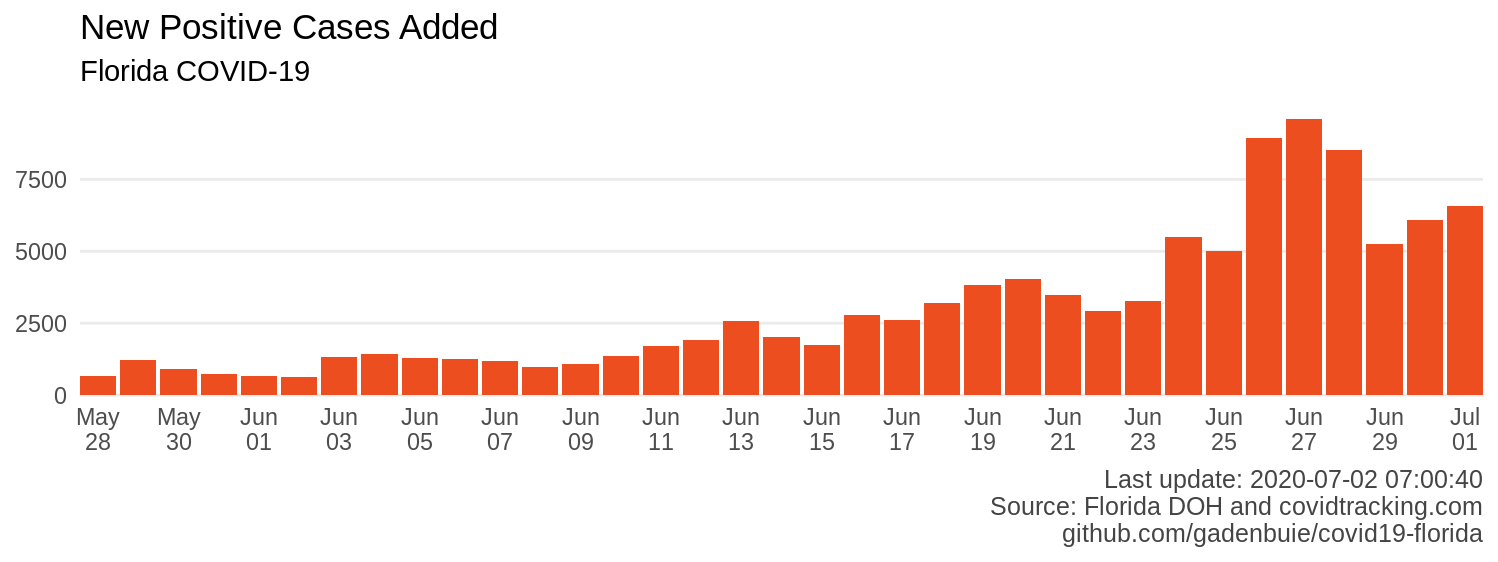 New Positive Cases Added
Florida COVID-19
7500
5000
2500
0
May May Jun Jun Jun Jun Jun Jun Jun Jun Jun Jun Jun Jun Jun Jun Jun Jul
28 30 01 03 05 07 09 11 13 15 17 19 21 23 25 27 29 01
Last update: 2020-07-02 07:00:40
Source: Florida DOH and covidtracking.com
github.com/gadenbuie/covid19-florida